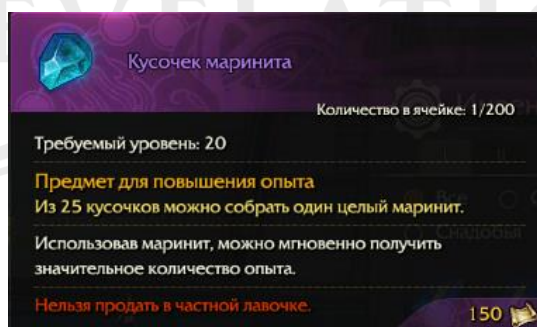 Кусочек маринита
Количество в ячейке: 1/200
Требуемый уровень: 20
Предмет для повышения опыта
Из 25 кусочков можно собрать один целый маринит.
Использовав маринит, можно мгновенно получить
значительное количество опыта.
Нельзя продать в частной лавочке.
150